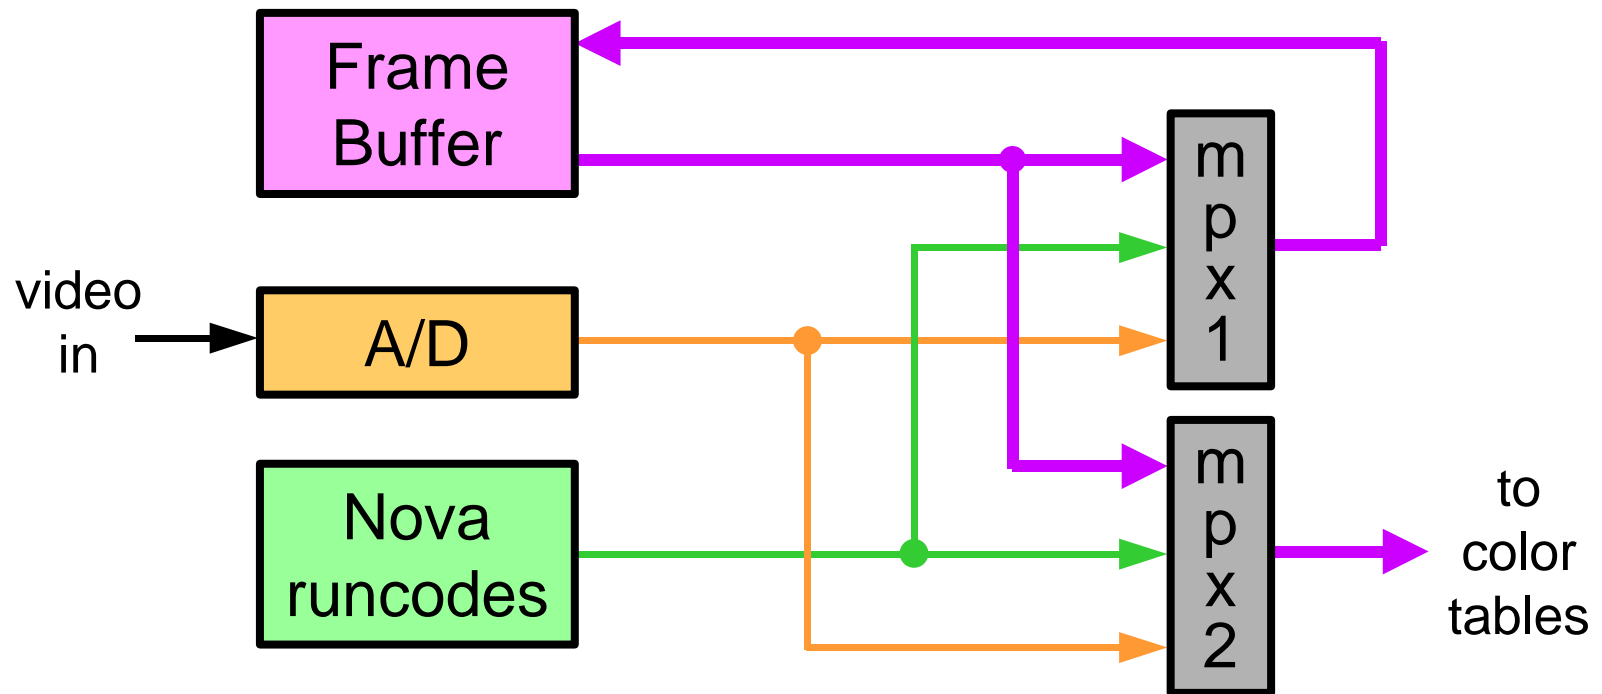 Frame
Buffer
video
in
A/D
Nova
runcodes
m
p
x
1
m
p
x
2
to
color
tables